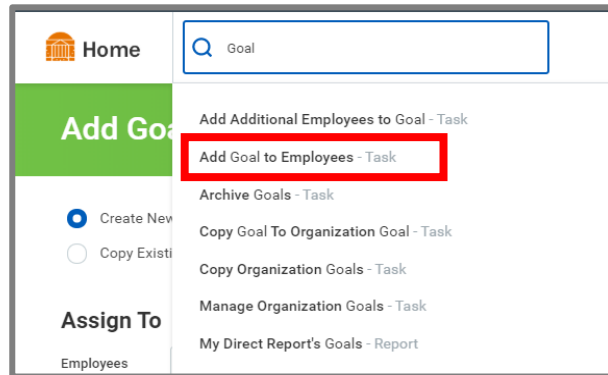 Home
Goal
Add Goa
Add Additional Employees to Goal - Task
Add Goal to Employees - Task
Archive Goals - Task
Copy Goal To Organization Goal - Task
Copy Organization Goals - Task
Manage Organization Goals - Task
My Direct Report's Goals - Report
Create New
Copy Existi
Assign To
Employees